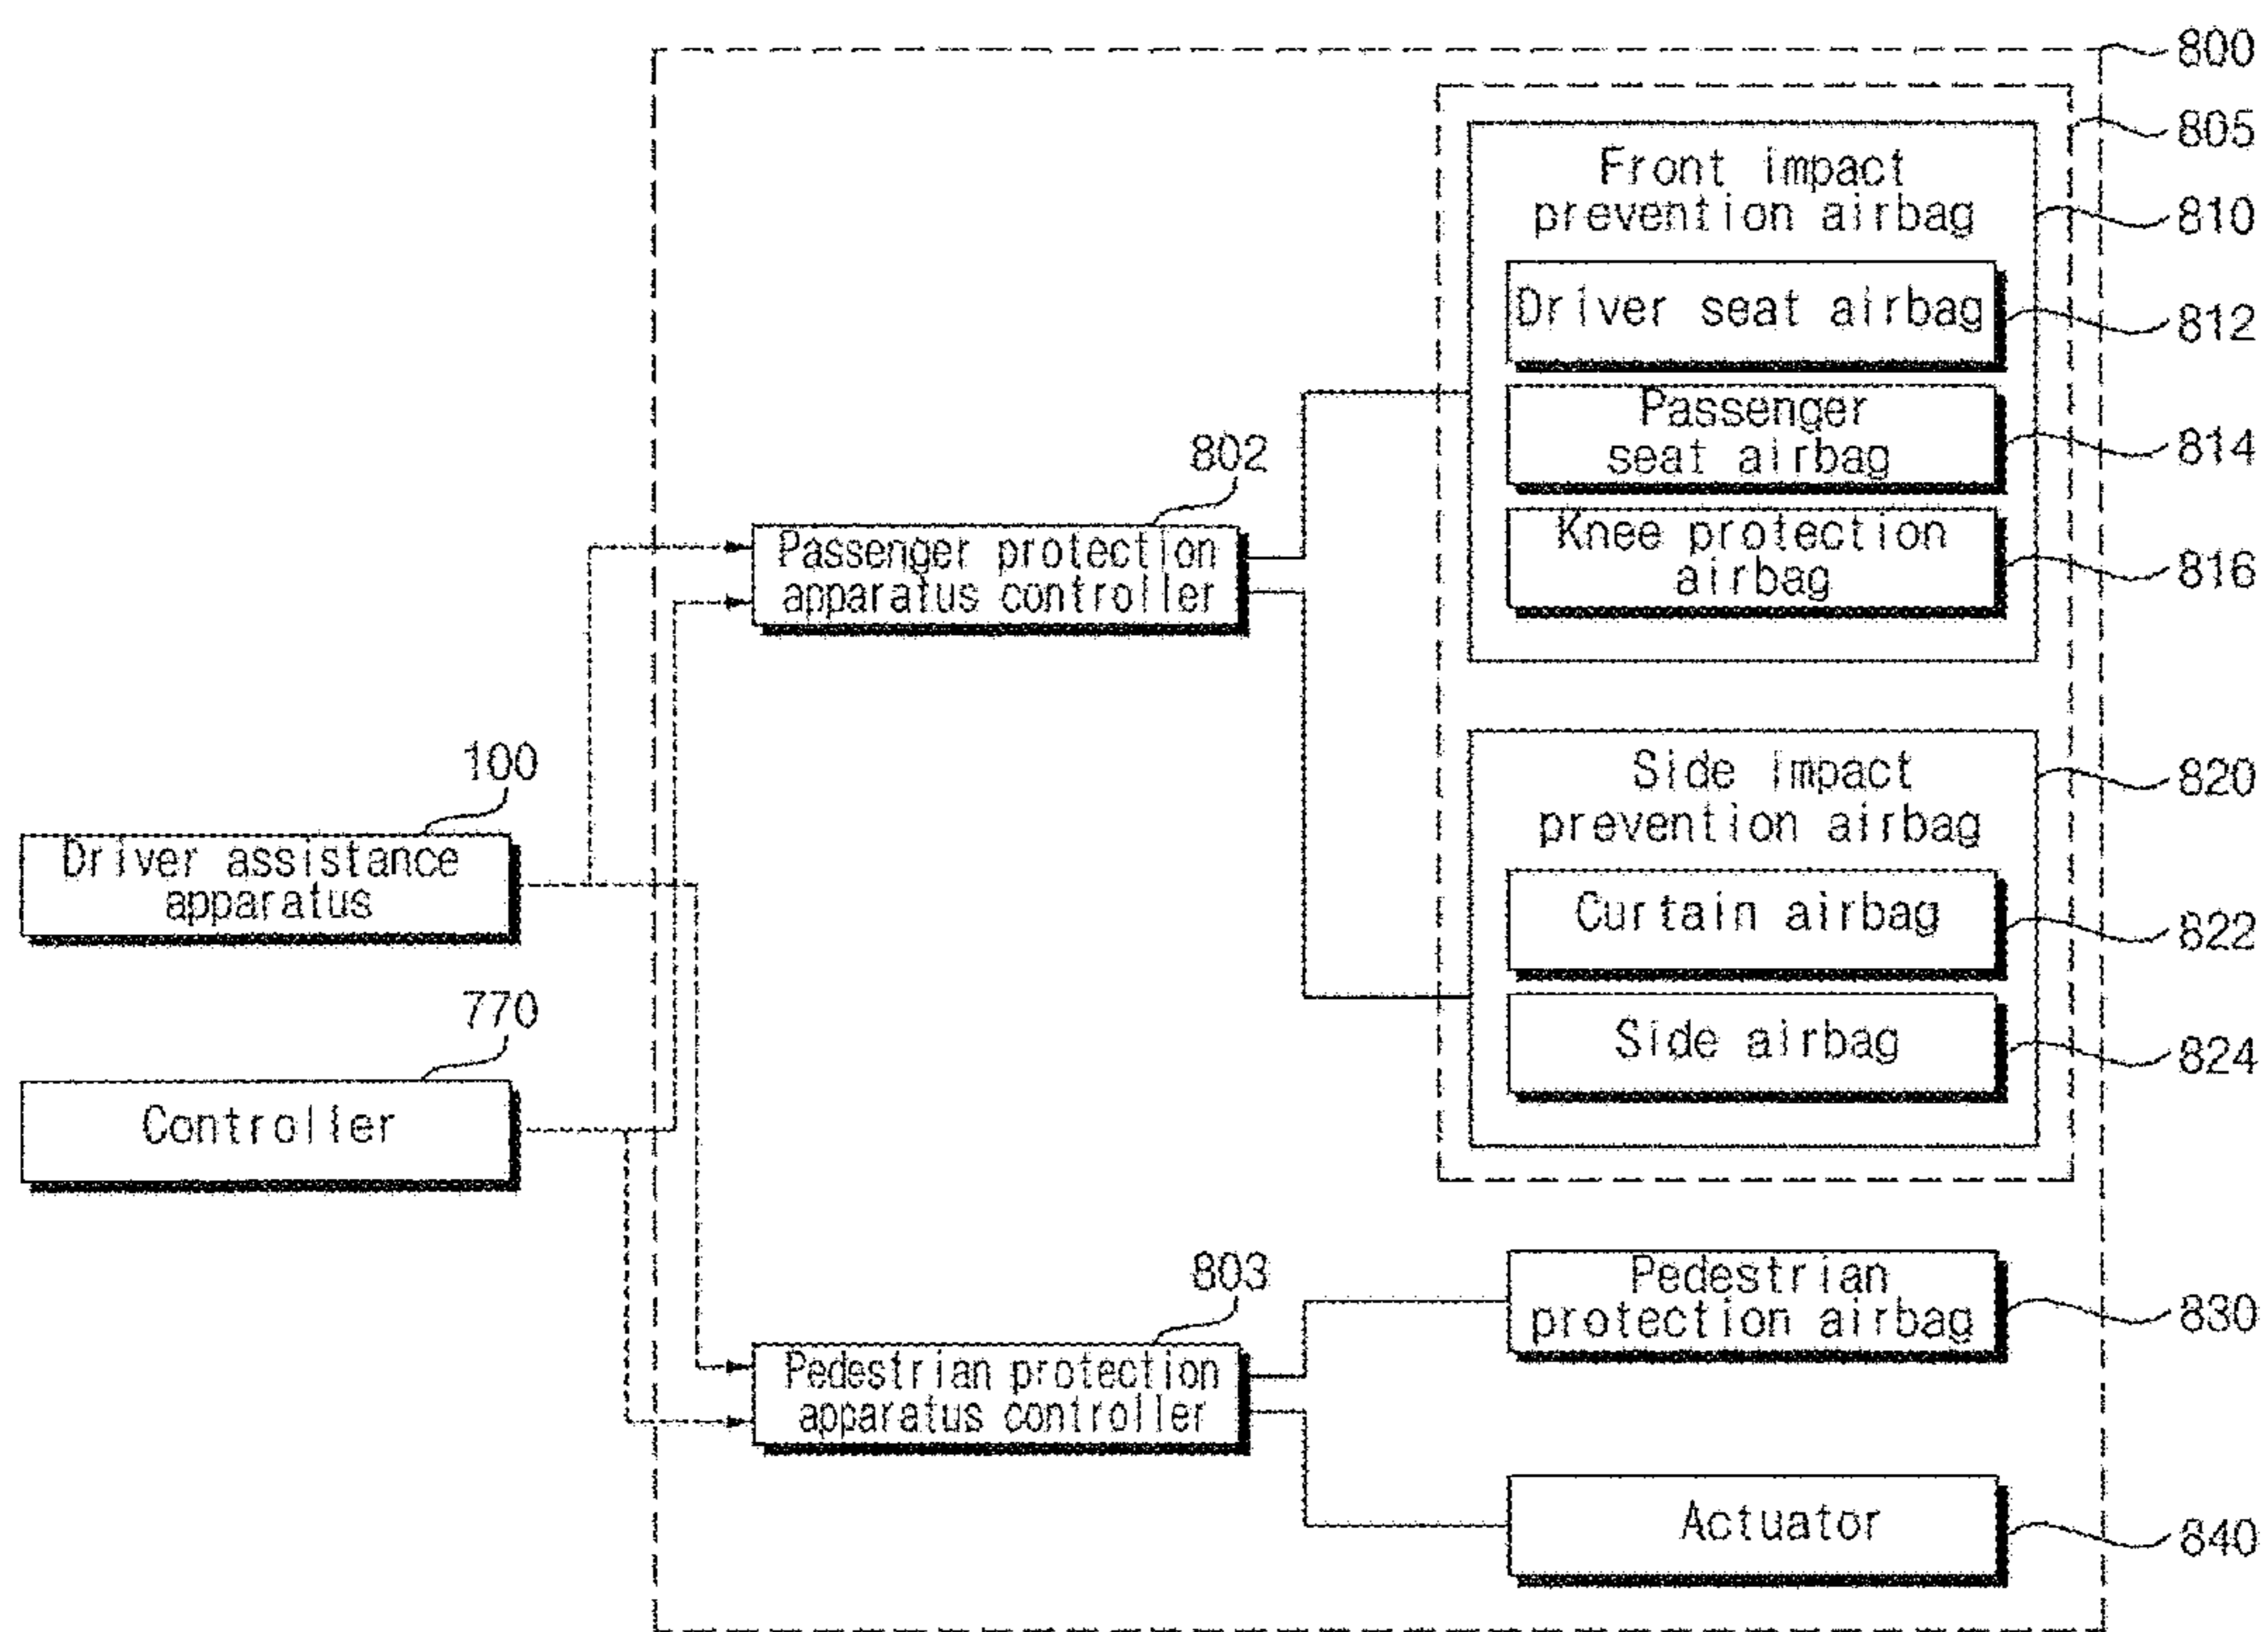 800
805
Front impact
prevention airbag
810
Driver seat airbag
812
Passenger
seat airbag
814
802
Knee protection
airbag
816
Passenger protection
apparatus controller
Side impact
prevention airbag
820
100
Driver assistance
apparatus
Curtain airbag
822
770
Side airbag
824
Controller
803
Pedestrian
protection airbag
830
Pedestrian protection
apparatus controller
Actuator
840